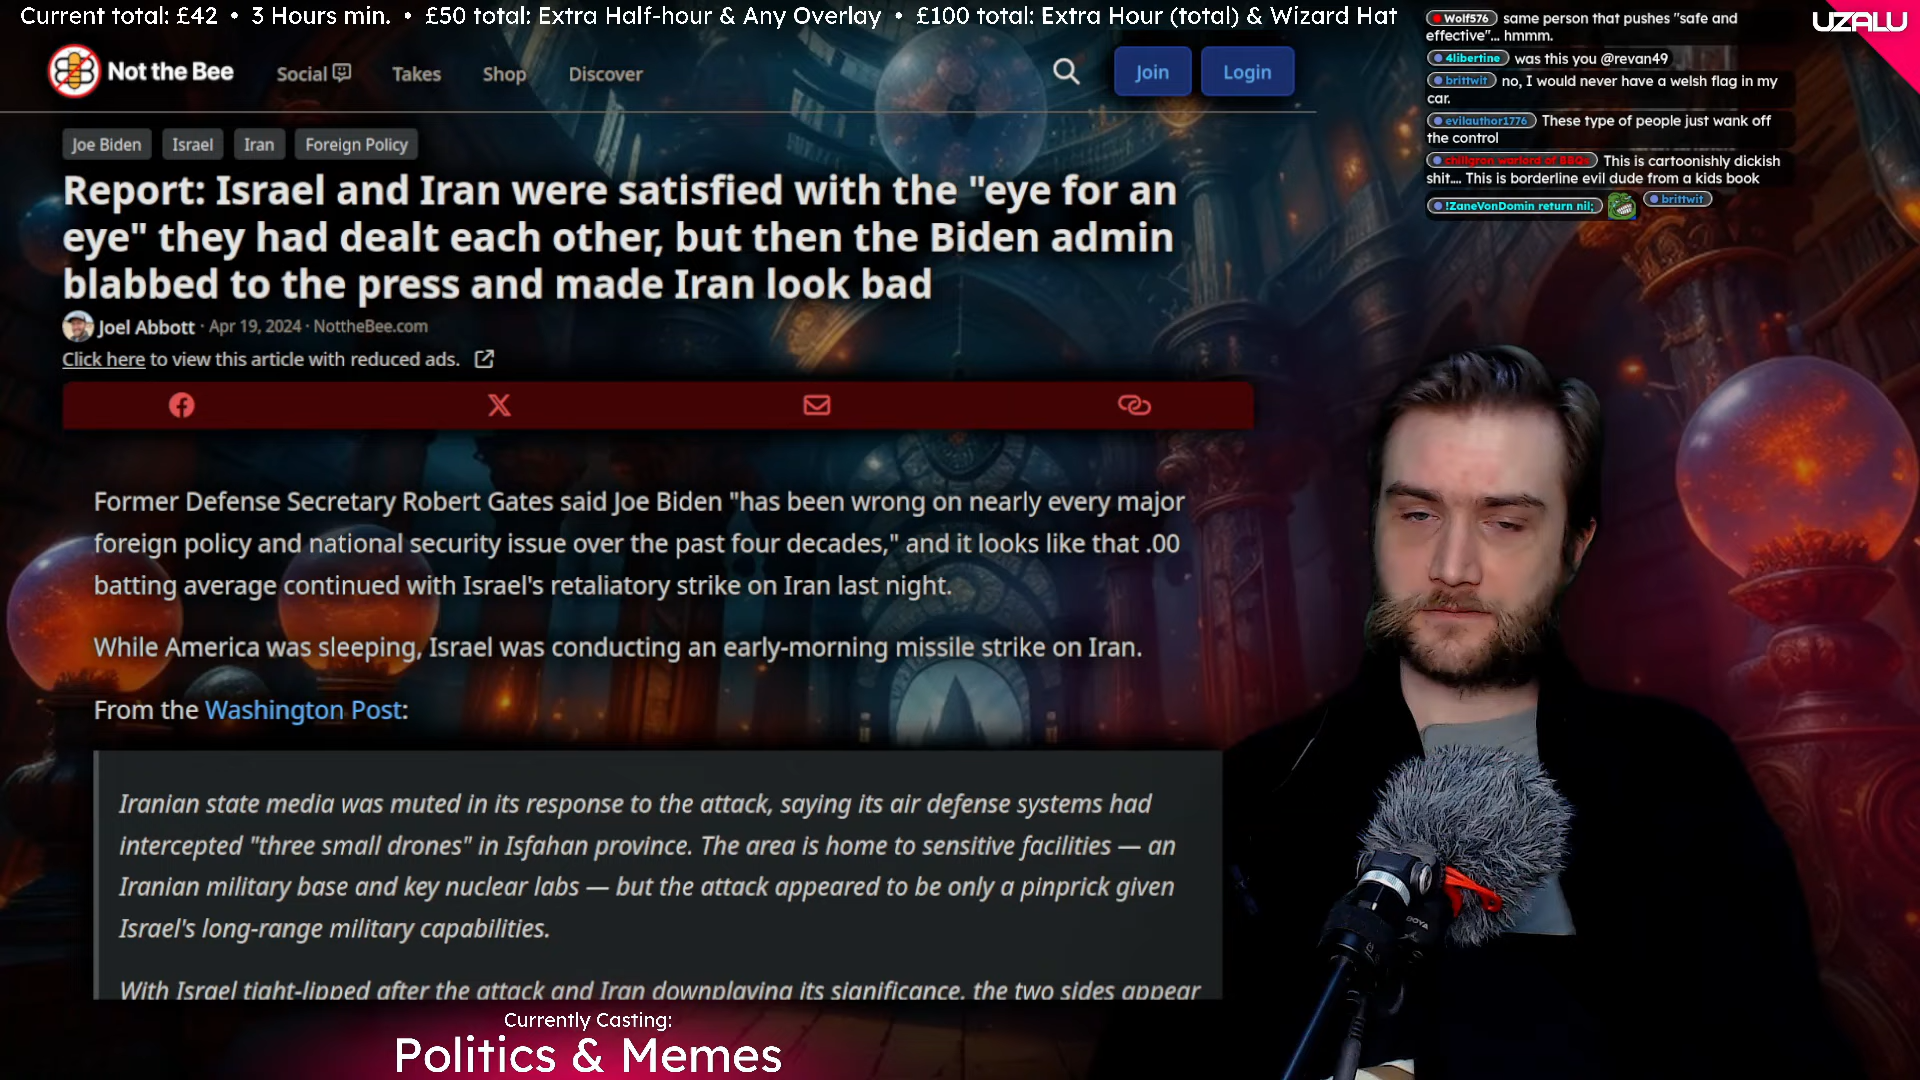 Current total: £42 • 3 Hours min. • £50 total: Extra Half-hour & Any Overlay • £100 total: Extra Hour (total) & Wizard Hat
UZALU
Not the Bee
Social
Takes
Shop
Discover
Join
Login
Joe Biden
Israel
Iran
Foreign Policy
Report: Israel and Iran were satisfied with the "eye for an
eye" they had dealt each other, but then the Biden admin
blabbed to the press and made Iran look bad
Joel Abbott · Apr 19, 2024 · NottheBee.com
Click here to view this article with reduced ads.
Former Defense Secretary Robert Gates said Joe Biden "has been wrong on nearly every major
foreign policy and national security issue over the past four decades," and it looks like that .00
batting average continued with Israel's retaliatory strike on Iran last night.
While America was sleeping, Israel was conducting an early-morning missile strike on Iran.
From the Washington Post:
Iranian state media was muted in its response to the attack, saying its air defense systems had
intercepted "three small drones" in Isfahan province. The area is home to sensitive facilities — an
Iranian military base and key nuclear labs — but the attack appeared to be only a pinprick given
Israel's long-range military capabilities.
With Israel tight-lipped after the attack and Iran downplaying its significance, the two sides appear
Currently Casting:
Politics & Memes
Wolf576 same person that pushes "safe and
effective"... hmmm.
4libertine was this you @revan49
brittwit no, I would never have a welsh flag in my
car.
evilauthor1776 These type of people just wank off
the control
chillgran warlord of BBQs This is cartoonishly dickish
shit.... This is borderline evil dude from a kids book
!ZaneVonDomin return nil;
brittwit
BOYA